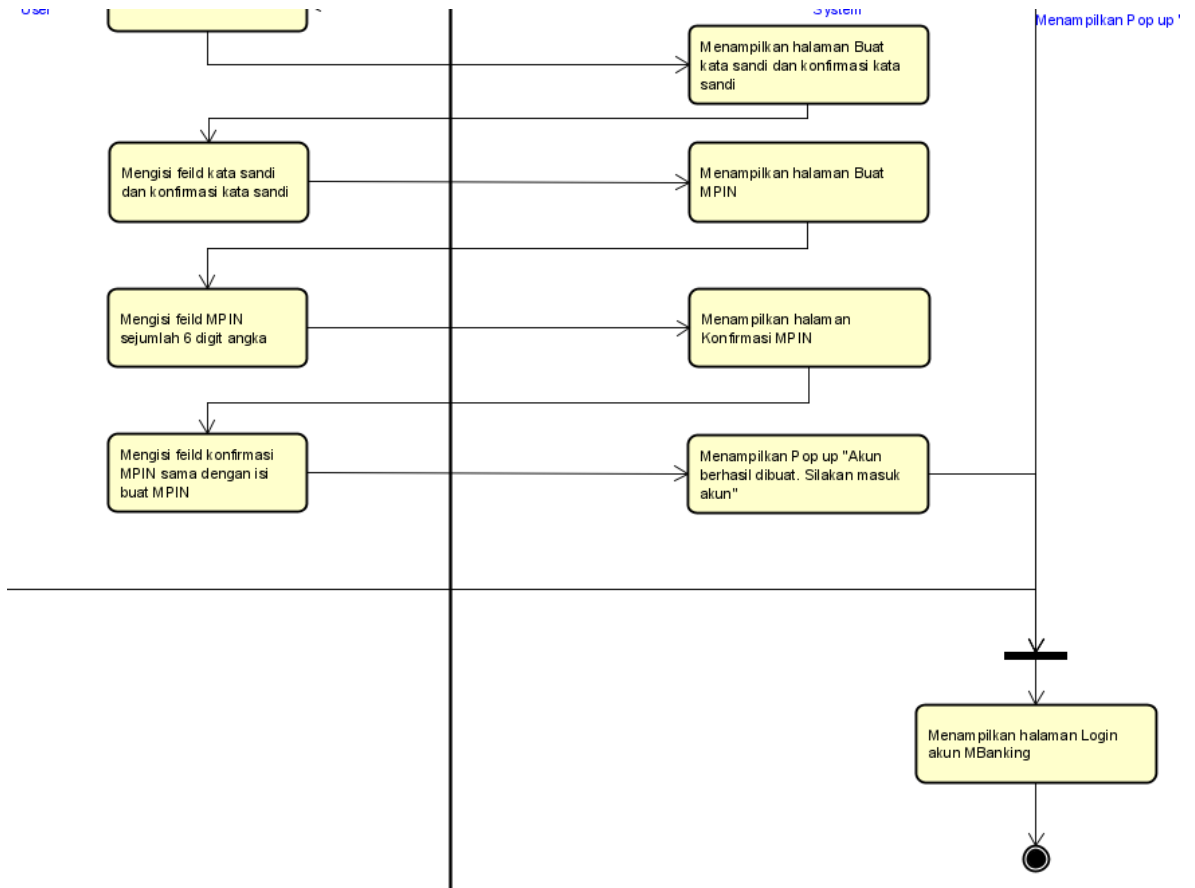 User
System
Menampilkan Pop up "
Menampilkan halaman Buat
kata sandi dan konfirmasi kata
sandi
Mengisi feild kata sandi
dan konfirmasi kata sandi
Menampilkan halaman Buat
MPIN
Mengisi feild MPIN
sejumlah 6 digit angka
Menampilkan halaman
Konfirmasi MPIN
Mengisi feild konfirmasi
MPIN sama dengan isi
buat MPIN
Menampilkan Pop up "Akun
berhasil dibuat. Silakan masuk
akun"
Menampilkan halaman Login
akun MBanking